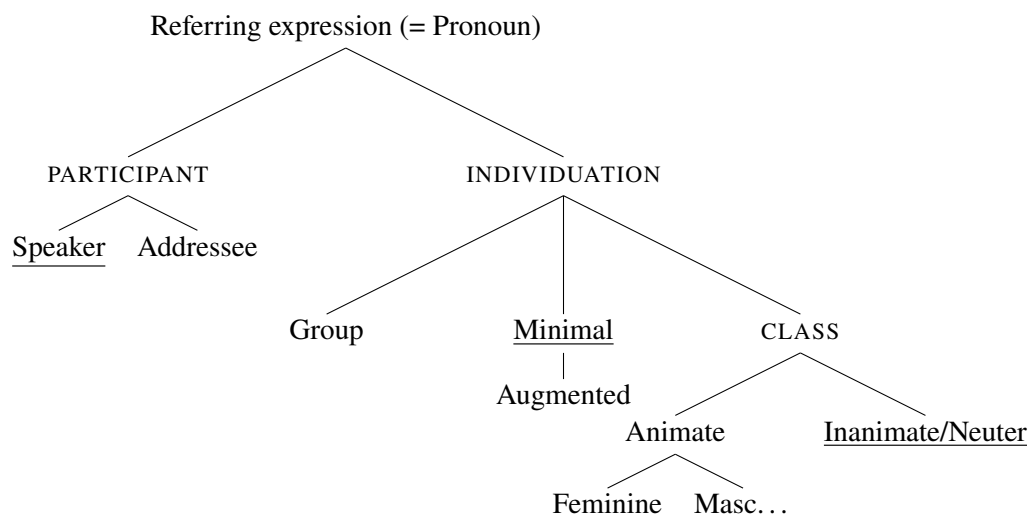 Referring expression (= Pronoun)
PARTICIPANT INDIVIDUATION
Speaker Addressee
Group Minimal CLASS
Augmented
Animate Inanimate/Neuter
Feminine Masc...